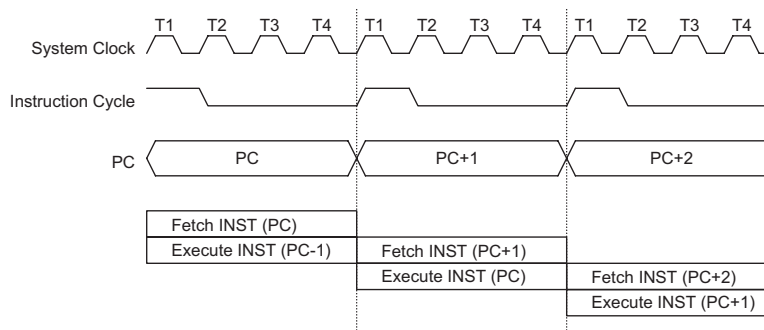 T1 T2 T3 T4 T1 T2 T3 T4 T1 T2 T3 T4
System Clock
Instruction Cycle
PC PC PC+1 PC+2
Fetch INST (PC)
Execute INST (PC-1) Fetch INST (PC+1)
Execute INST (PC) Fetch INST (PC+2)
Execute INST (PC+1)